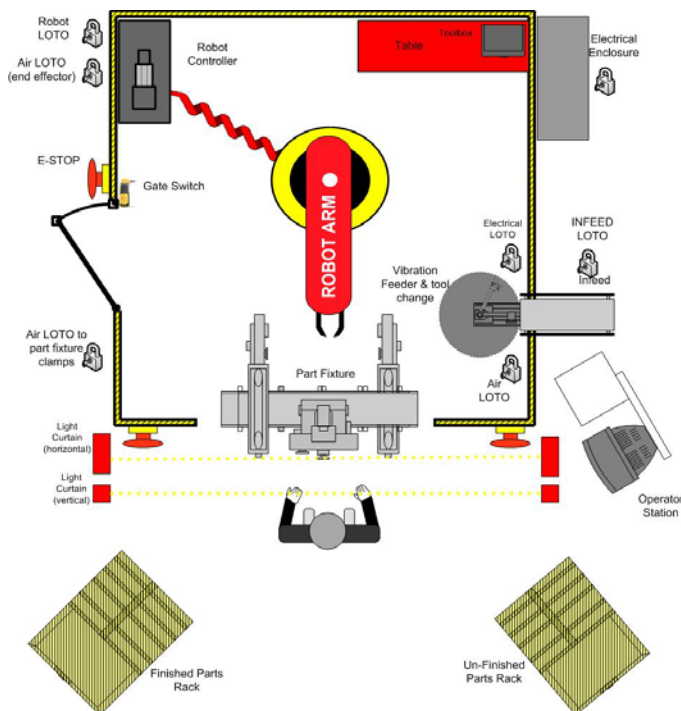 Robot
LOTO
Air LOTO
(end effector)
Robot
Controller
Toolbox
Table
Electrical
Enclosure
E-STOP
Gate Switch
ROBOT ARM
Electrical
LOTO
INFEED
LOTO
Infeed
Vibration
Feeder & tool
change
Air LOTO to
part fixture
clamps
Part Fixture
Air
LOTO
Light
Curtain
(horizontal)
Light
Curtain
(vertical)
Operator
Station
Finished Parts
Rack
Un-Finished
Parts Rack